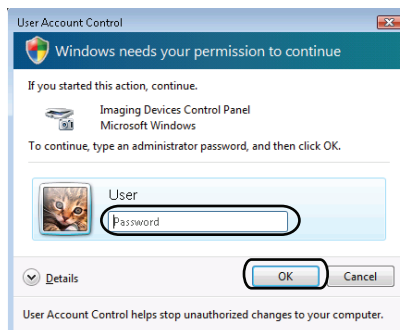 User Account Control
Windows needs your permission to continue
If you started this action, continue.
Imaging Devices Control Panel
Microsoft Windows
To continue, type an administrator password, and then click OK.
User
Password
Details
OK
Cancel
User Account Control helps stop unauthorized changes to your computer.